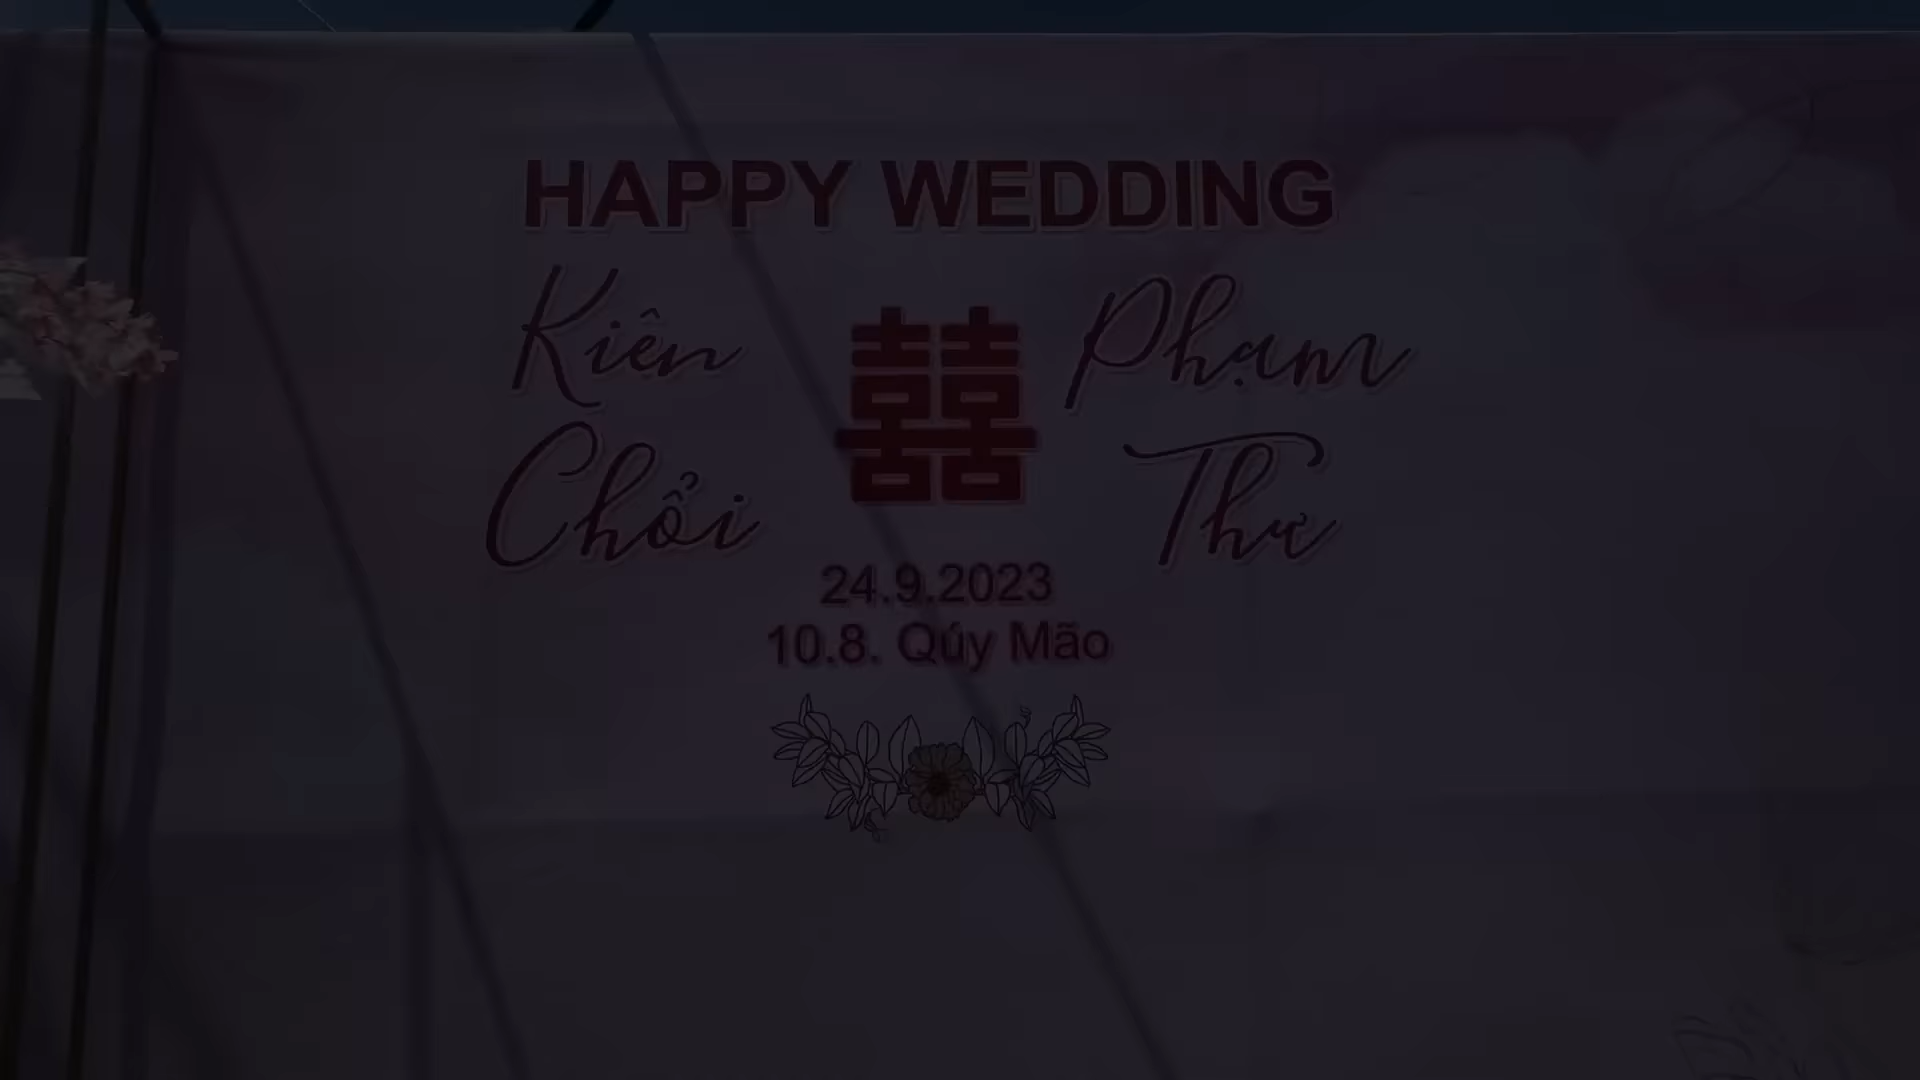 HAPPY WEDDING
Kiên Phạm
囍
Chổi Thư
24.9.2023
10.8. Qúy Mão